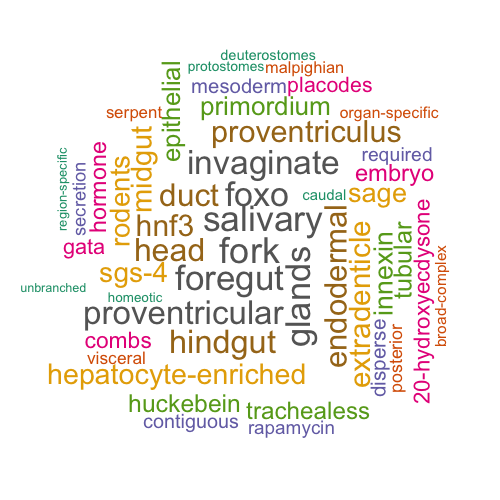 deuterostomes
protostomes malpighian
mesoderm placodes
epithelial
serpent primordium organ-specific
proventriculus
region-specific
secretion
hormone
rodents
midgut
invaginate required
embryo
duct foxo caudal sage
gata hnf3 salivary
head fork
sgs-4 foregut
glands
endodermal
extradenticle
innexin
tubular
20-hydroxyecdysone
broad-complex
unbranched homeotic
proventricular
combs hindgut
disperse
posterior
visceral
hepatocyte-enriched
huckebein trachealess
contiguous rapamycin